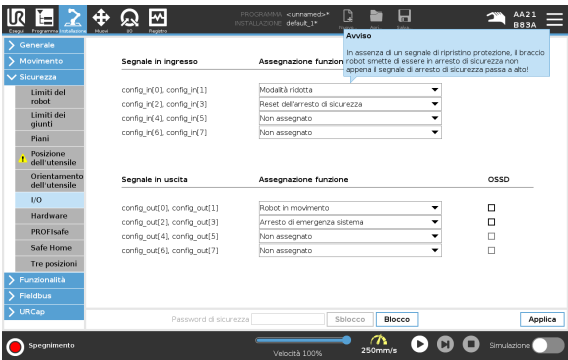 PROGRAMMA <unnamed>*
INSTALLAZIONE default_1*
AA21
B83A
Esegui Programma Installazione Muovi I/O Registro
Avviso
In assenza di un segnale di ripristino protezione, il braccio
robot smette di essere in arresto di sicurezza non
appena il segnale di arresto di sicurezza passa a alto!
Generale
Movimento
Sicurezza
Limiti del
robot
Limiti dei
giunti
Piani
Posizione
dell'utensile
Orientamento
dell'utensile
I/O
Hardware
PROFIsafe
Safe Home
Tre posizioni
Funzionalità
Fieldbus
URCap
Segnale in ingresso Assegnazione funzion
config_in[0], config_in[1] Modalità ridotta
config_in[2], config_in[3] Reset dell'arresto di sicurezza
config_in[4], config_in[5] Non assegnato
config_in[6], config_in[7] Non assegnato
Segnale in uscita Assegnazione funzione OSSD
config_out[0], config_out[1] Robot in movimento
config_out[2], config_out[3] Arresto di emergenza sistema
config_out[4], config_out[5] Non assegnato
config_out[6], config_out[7] Non assegnato
Password di sicurezza Sblocco Blocco Applica
Spegnimento
Velocità 100%
250mm/s
Simulazione